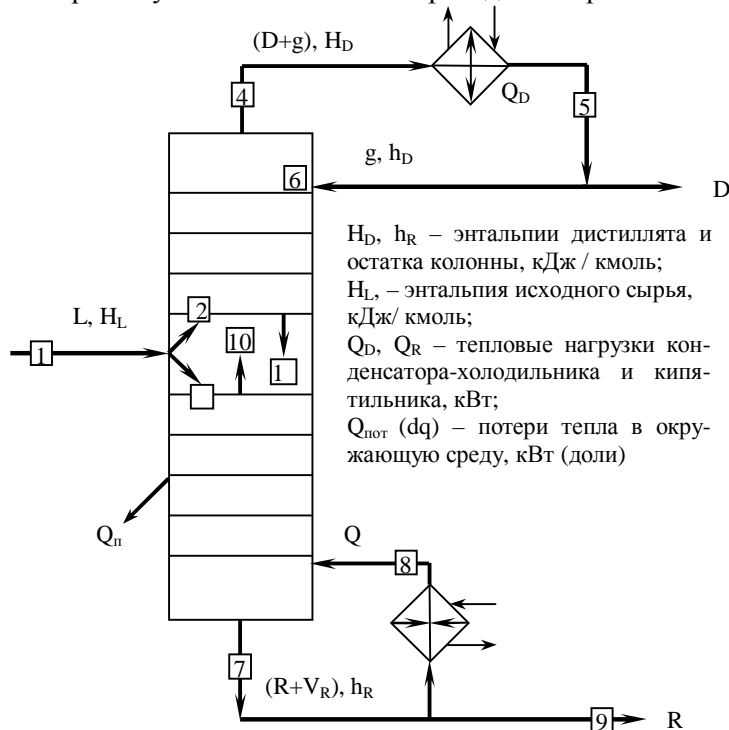 (D+g), H_D
4
Q_D
5
g, h_D
6
D
H_D, h_R – энтальпии дистиллята и
остатка колонны, кДж / кмоль;
H_L, – энтальпия исходного сырья,
кДж/ кмоль;
Q_D, Q_R – тепловые нагрузки кон-
денсатора-холодильника и кипя-
тильника, кВт;
Q_пот (dq) – потери тепла в окру-
жающую среду, кВт (доли)
L, H_L
2
10
1
1
Q_п
Q
8
7
(R+V_R), h_R
9
R